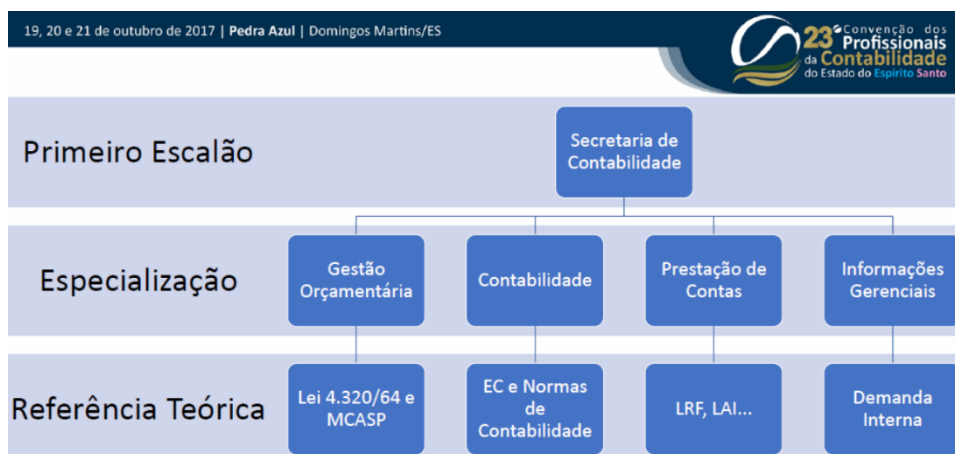 19, 20 e 21 de outubro de 2017 | Pedra Azul | Domingos Martins/ES
23ª Convenção dos
Profissionais
da Contabilidade
do Estado do Espírito Santo
Primeiro Escalão
Secretaria de
Contabilidade
Especialização
Gestão
Orçamentária
Contabilidade
Prestação de
Contas
Informações
Gerenciais
Referência Teórica
Lei 4.320/64 e
MCASP
EC e Normas
de
Contabilidade
LRF, LAI...
Demanda
Interna